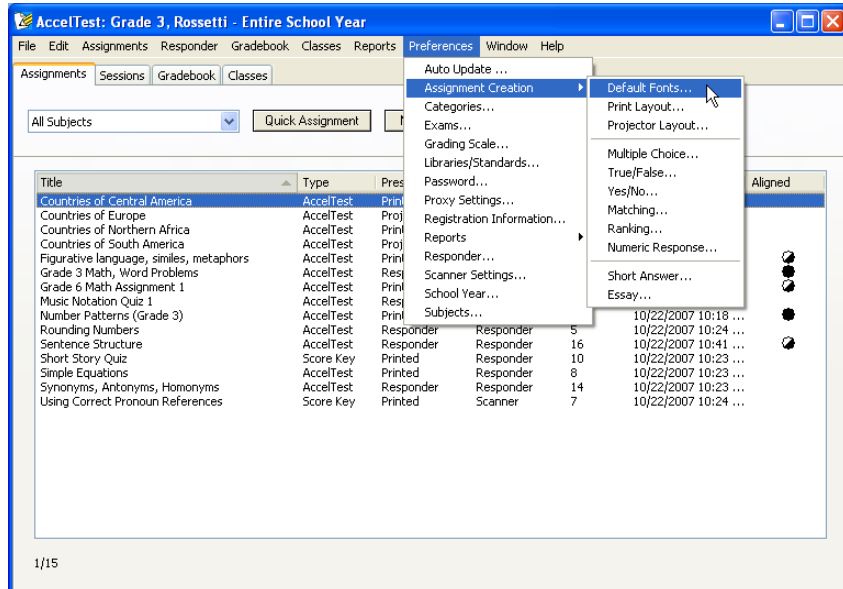 AccelTest: Grade 3, Rossetti - Entire School Year
File Edit Assignments Responder Gradebook Classes Reports Preferences Window Help
Assignments Sessions Gradebook Classes
All Subjects Quick Assignment
Title Type Aligned
Countries of Central America AccelTest
Countries of Europe AccelTest
Countries of Northern Africa AccelTest
Countries of South America AccelTest
Figurative language, similes, metaphors AccelTest
Grade 3 Math, Word Problems AccelTest
Grade 6 Math Assignment 1 AccelTest
Music Notation Quiz 1 AccelTest
Number Patterns (Grade 3) AccelTest 10/22/2007 10:18 ...
Rounding Numbers AccelTest Responder Responder 5 10/22/2007 10:24 ...
Sentence Structure AccelTest Responder Responder 16 10/22/2007 10:41 ...
Short Story Quiz Score Key Printed Responder 10 10/22/2007 10:23 ...
Simple Equations AccelTest Printed Responder 8 10/22/2007 10:23 ...
Synonyms, Antonyms, Homonyms AccelTest Responder Responder 14 10/22/2007 10:23 ...
Using Correct Pronoun References Score Key Printed Scanner 7 10/22/2007 10:24 ...
1/15
Auto Update ...
Assignment Creation
Categories...
Exams...
Grading Scale...
Libraries/Standards...
Password...
Proxy Settings...
Registration Information...
Reports
Responder...
Scanner Settings...
School Year...
Subjects...
Default Fonts...
Print Layout...
Projector Layout...
Multiple Choice...
True/False...
Yes/No...
Matching...
Ranking...
Numeric Response...
Short Answer...
Essay...